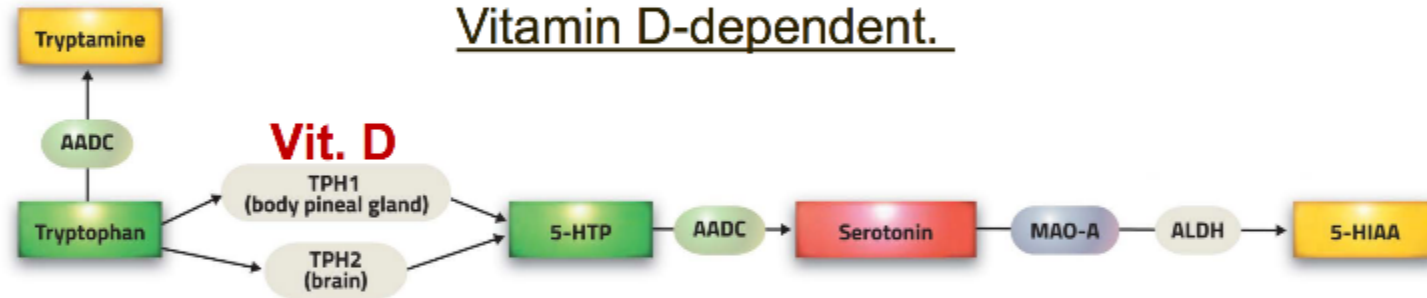 Vitamin D-dependent.
Tryptamine
AADC
Vit. D
TPH1
(body pineal gland)
Tryptophan
5-HTP
AADC
Serotonin
MAO-A
ALDH
5-HIAA
TPH2
(brain)